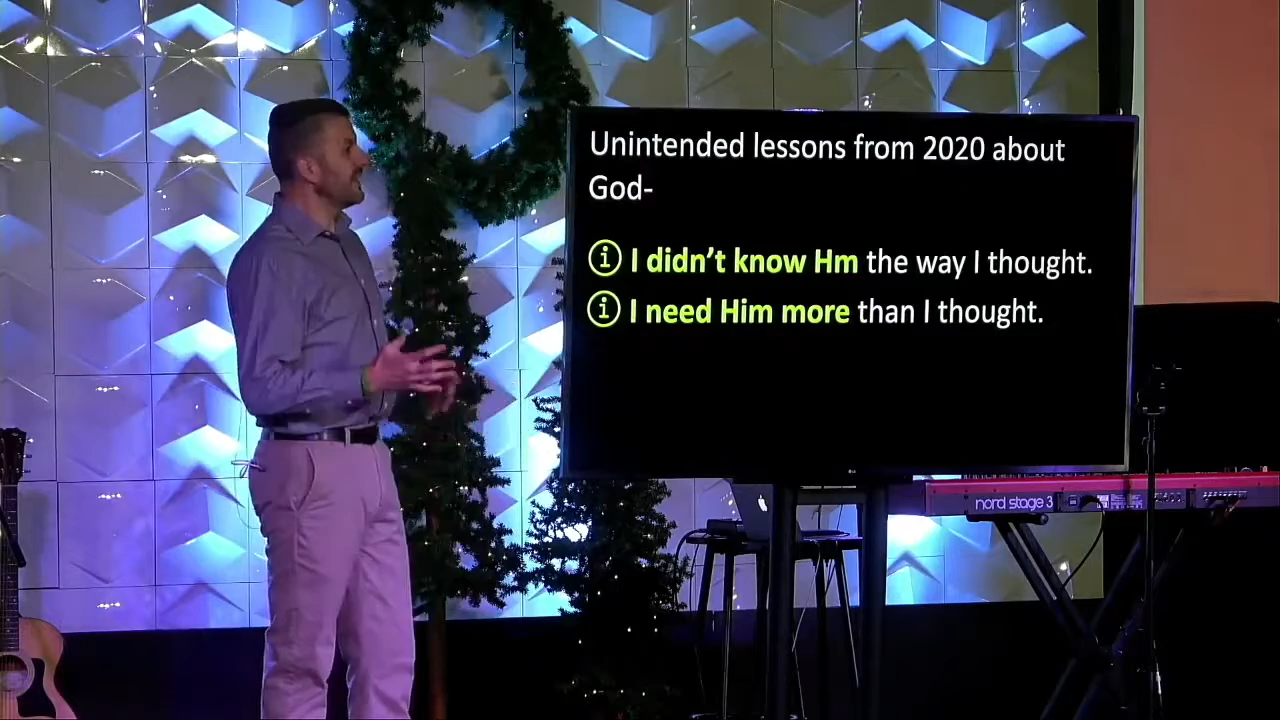 Unintended lessons from 2020 about
God-
I didn't know Hm the way I thought.
I need Him more than I thought.
nord stage 3